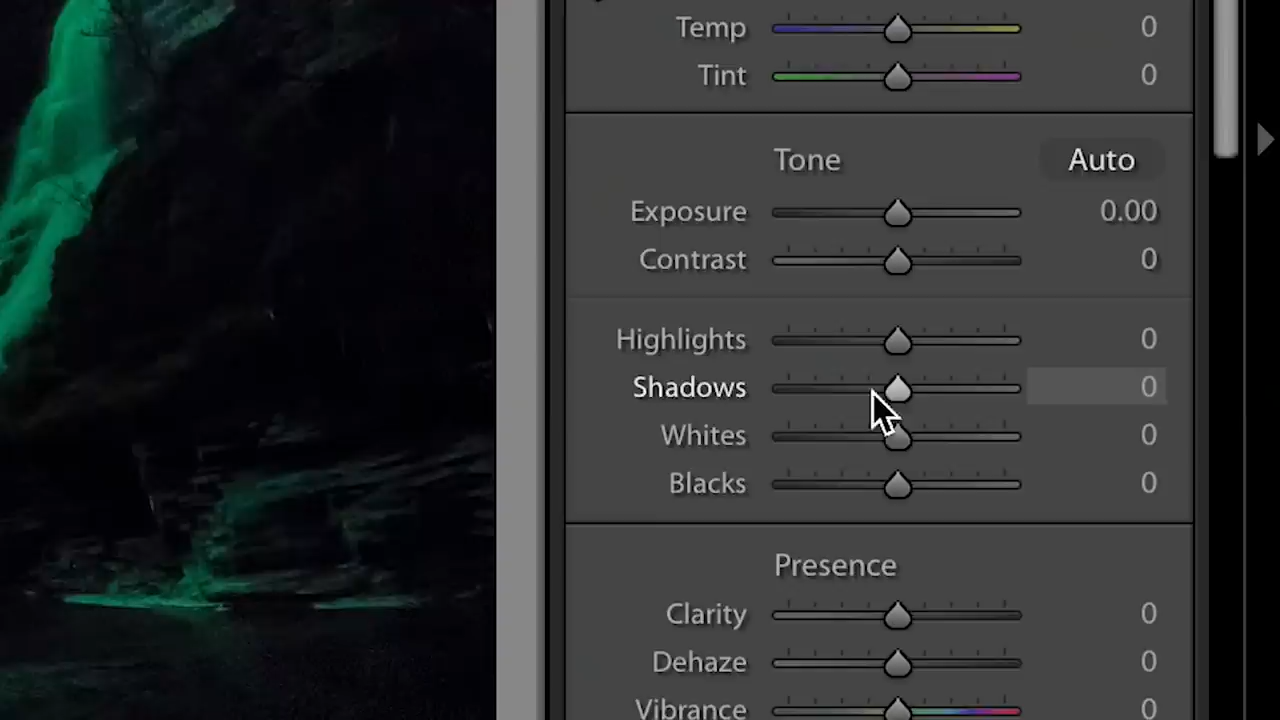 Temp 0
Tint 0
Tone Auto
Exposure 0.00
Contrast 0
Highlights 0
Shadows 0
Whites 0
Blacks 0
Presence
Clarity 0
Dehaze 0
Vibrance 0